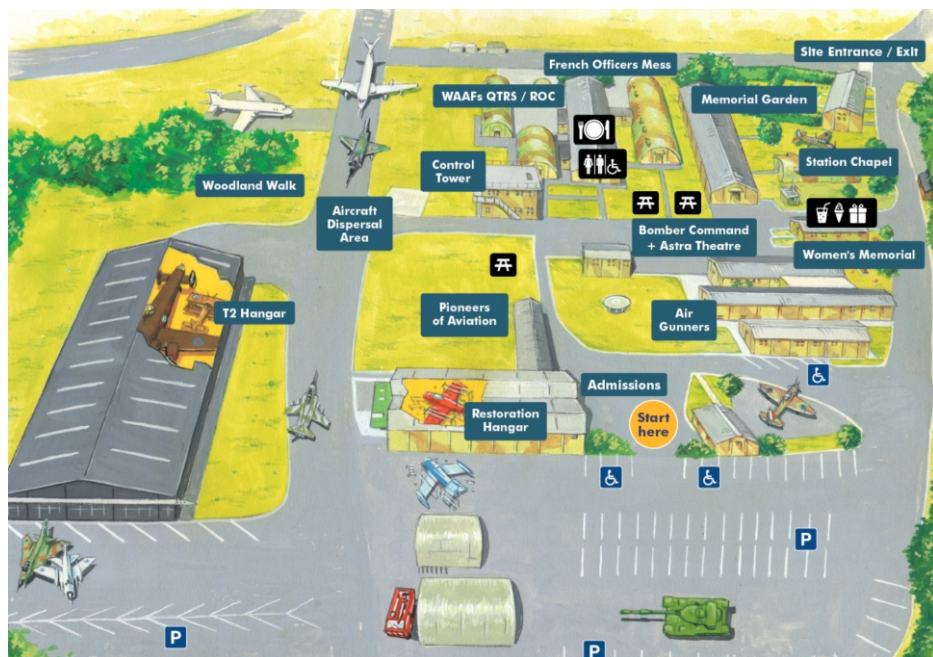 Site Entrance / Exit
French Officers Mess
WAAFs QTRS / ROC
Memorial Garden
Control
Tower
Station Chapel
Woodland Walk
Aircraft
Dispersal
Area
Bomber Command
+ Astra Theatre
Women's Memorial
T2 Hangar
Pioneers
of Aviation
Air
Gunners
Admissions
Restoration
Hangar
Start
here
P
P
P